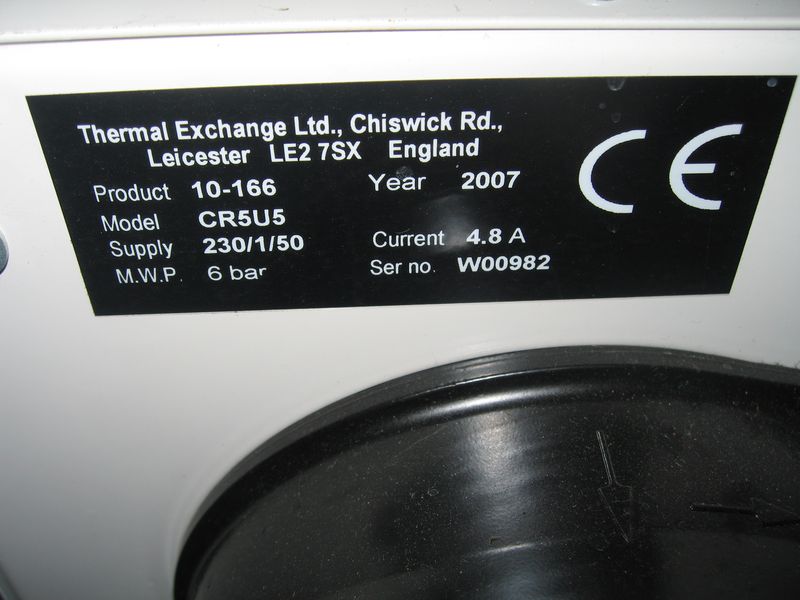 Thermal Exchange Ltd., Chiswick Rd.,
Leicester LE2 7SX England
Product 10-166 Year 2007
Model CR5U5
Supply 230/1/50 Current 4.8 A
M.W.P. 6 bar Ser no. W00982
CE